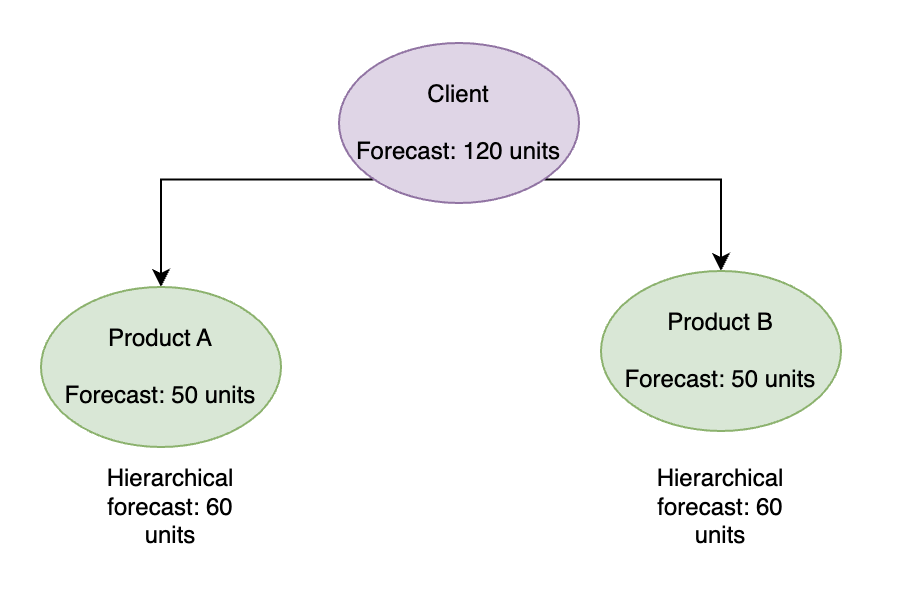 Client
Forecast: 120 units
Product A
Forecast: 50 units
Hierarchical
forecast: 60
units
Product B
Forecast: 50 units
Hierarchical
forecast: 60
units